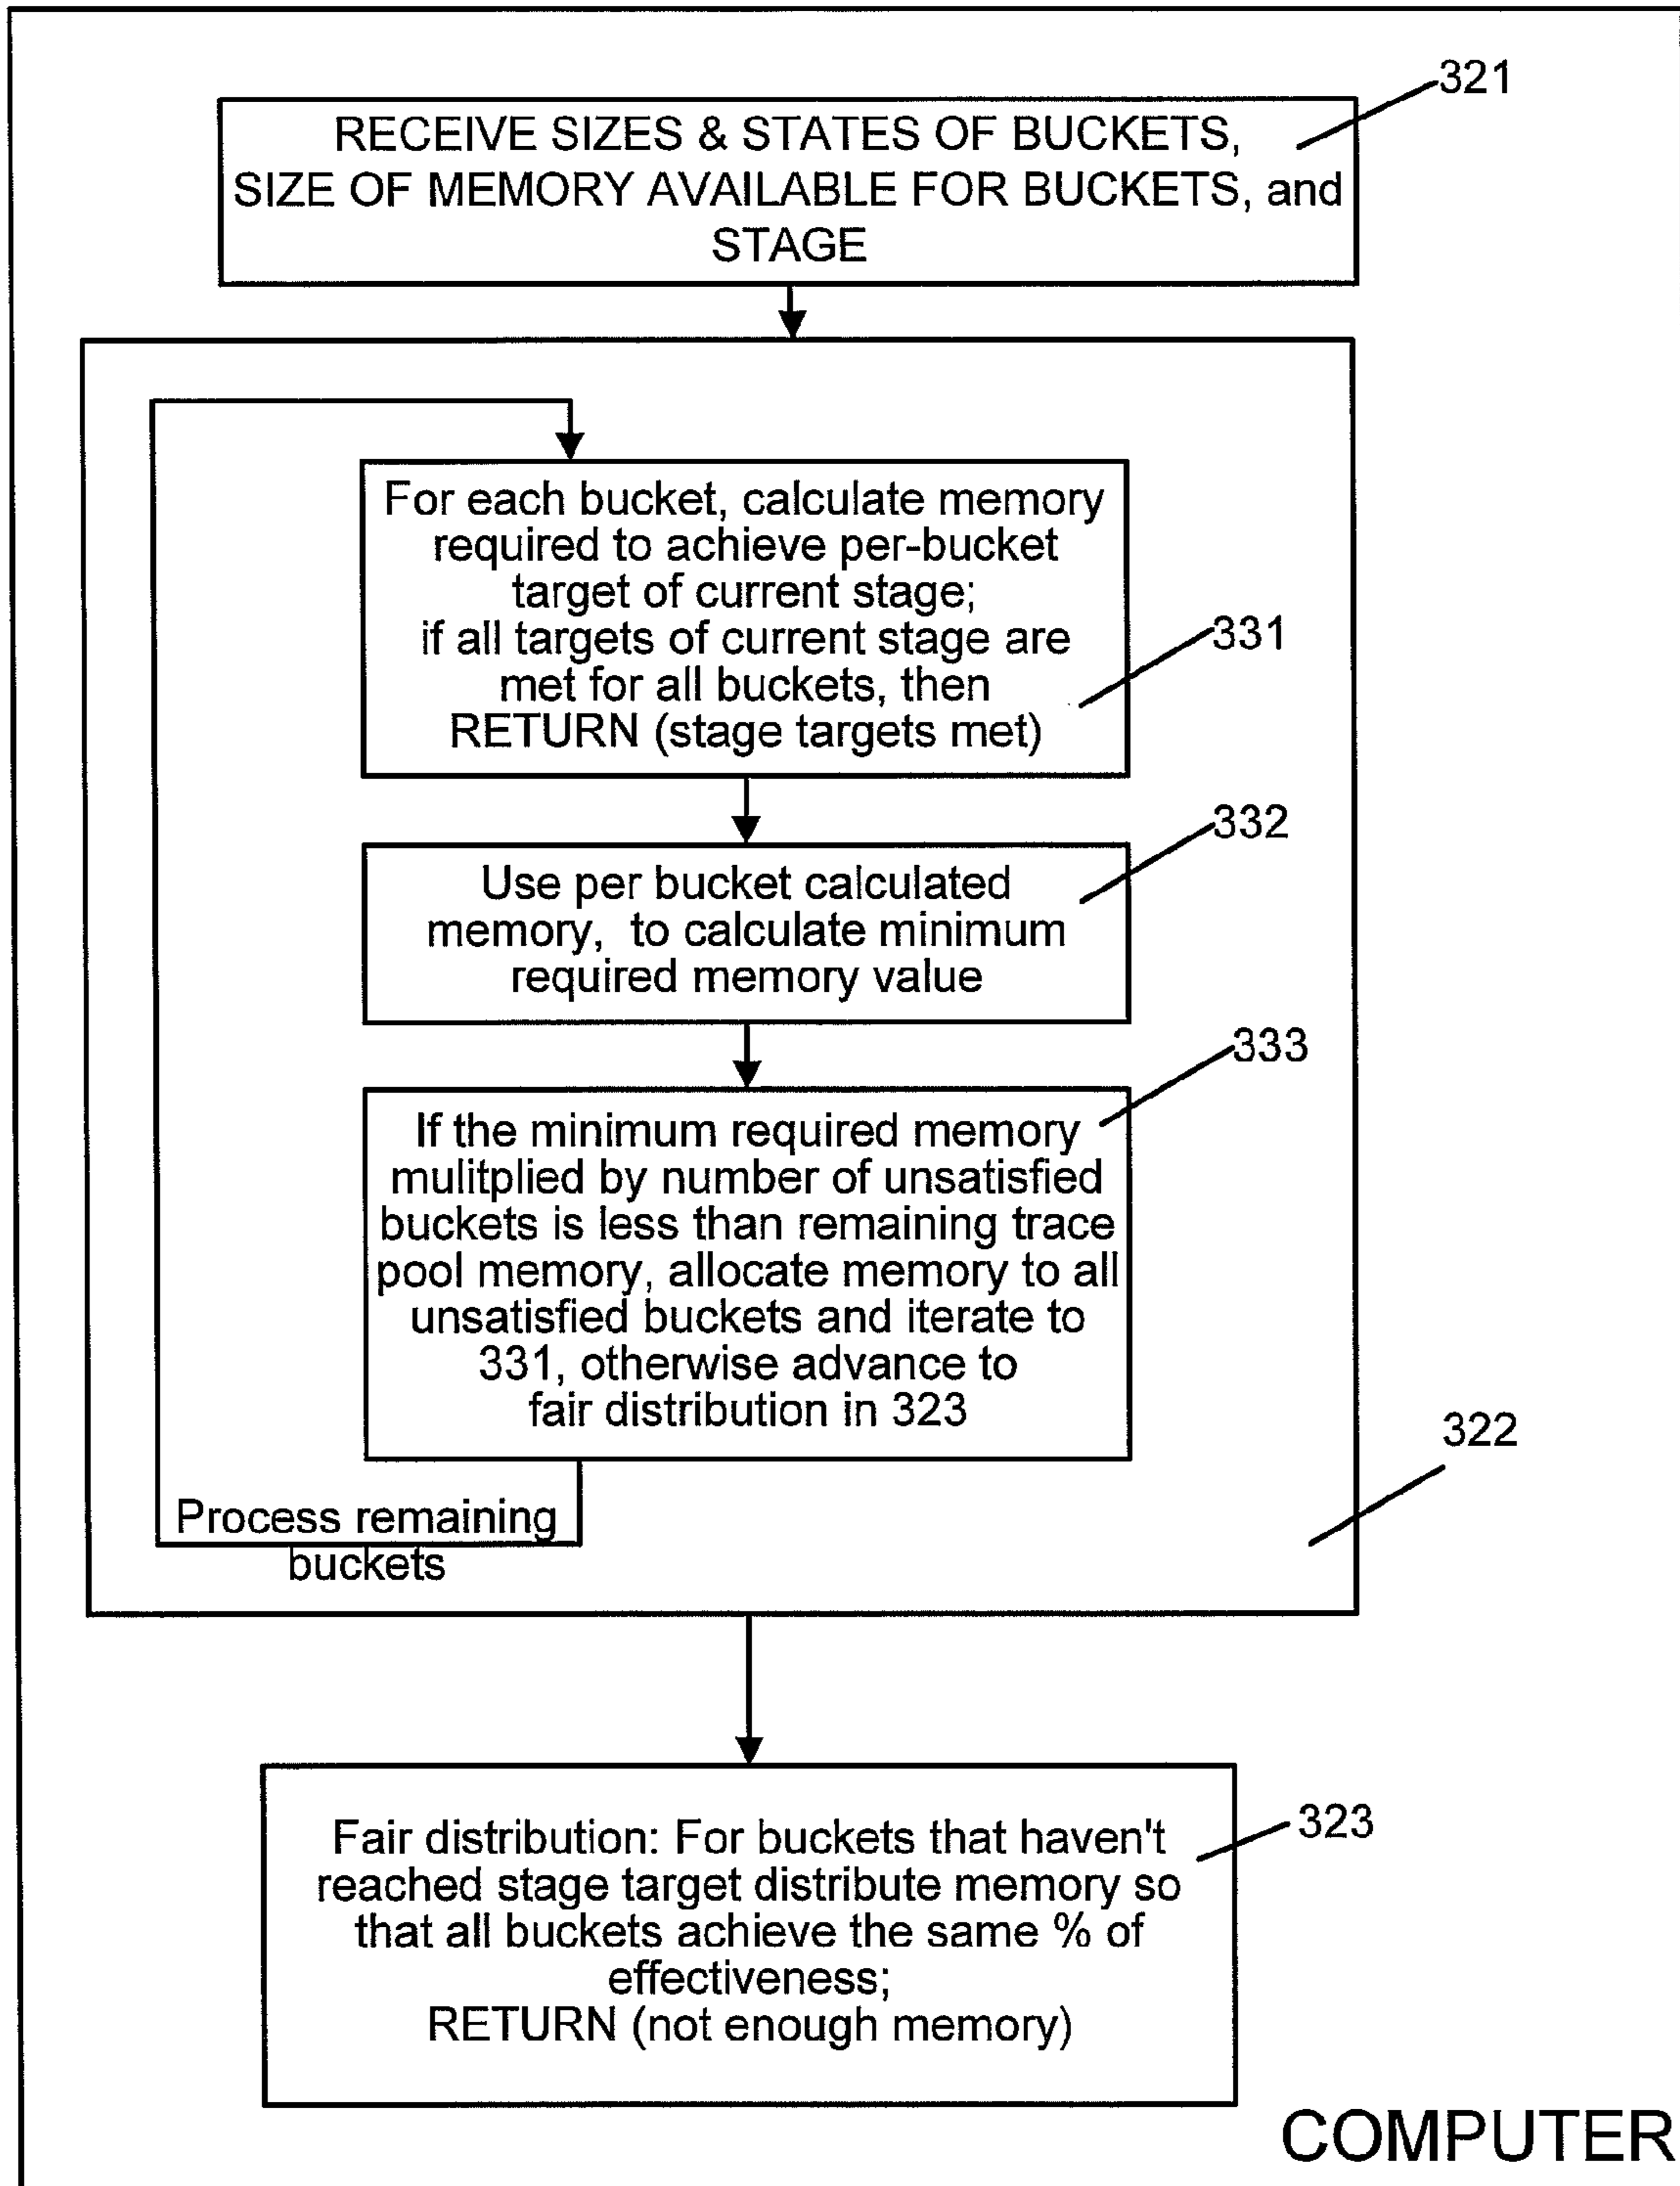 321
RECEIVE SIZES & STATES OF BUCKETS,
SIZE OF MEMORY AVAILABLE FOR BUCKETS, and
STAGE
For each bucket, calculate memory
required to achieve per-bucket
target of current stage;
if all targets of current stage are
met for all buckets, then
RETURN (stage targets met)
331
332
Use per bucket calculated
memory, to calculate minimum
required memory value
333
If the minimum required memory
mulitplied by number of unsatisfied
buckets is less than remaining trace
pool memory, allocate memory to all
unsatisfied buckets and iterate to
331, otherwise advance to
fair distribution in 323
322
Process remaining
buckets
323
Fair distribution: For buckets that haven't
reached stage target distribute memory so
that all buckets achieve the same % of
effectiveness;
RETURN (not enough memory)
COMPUTER